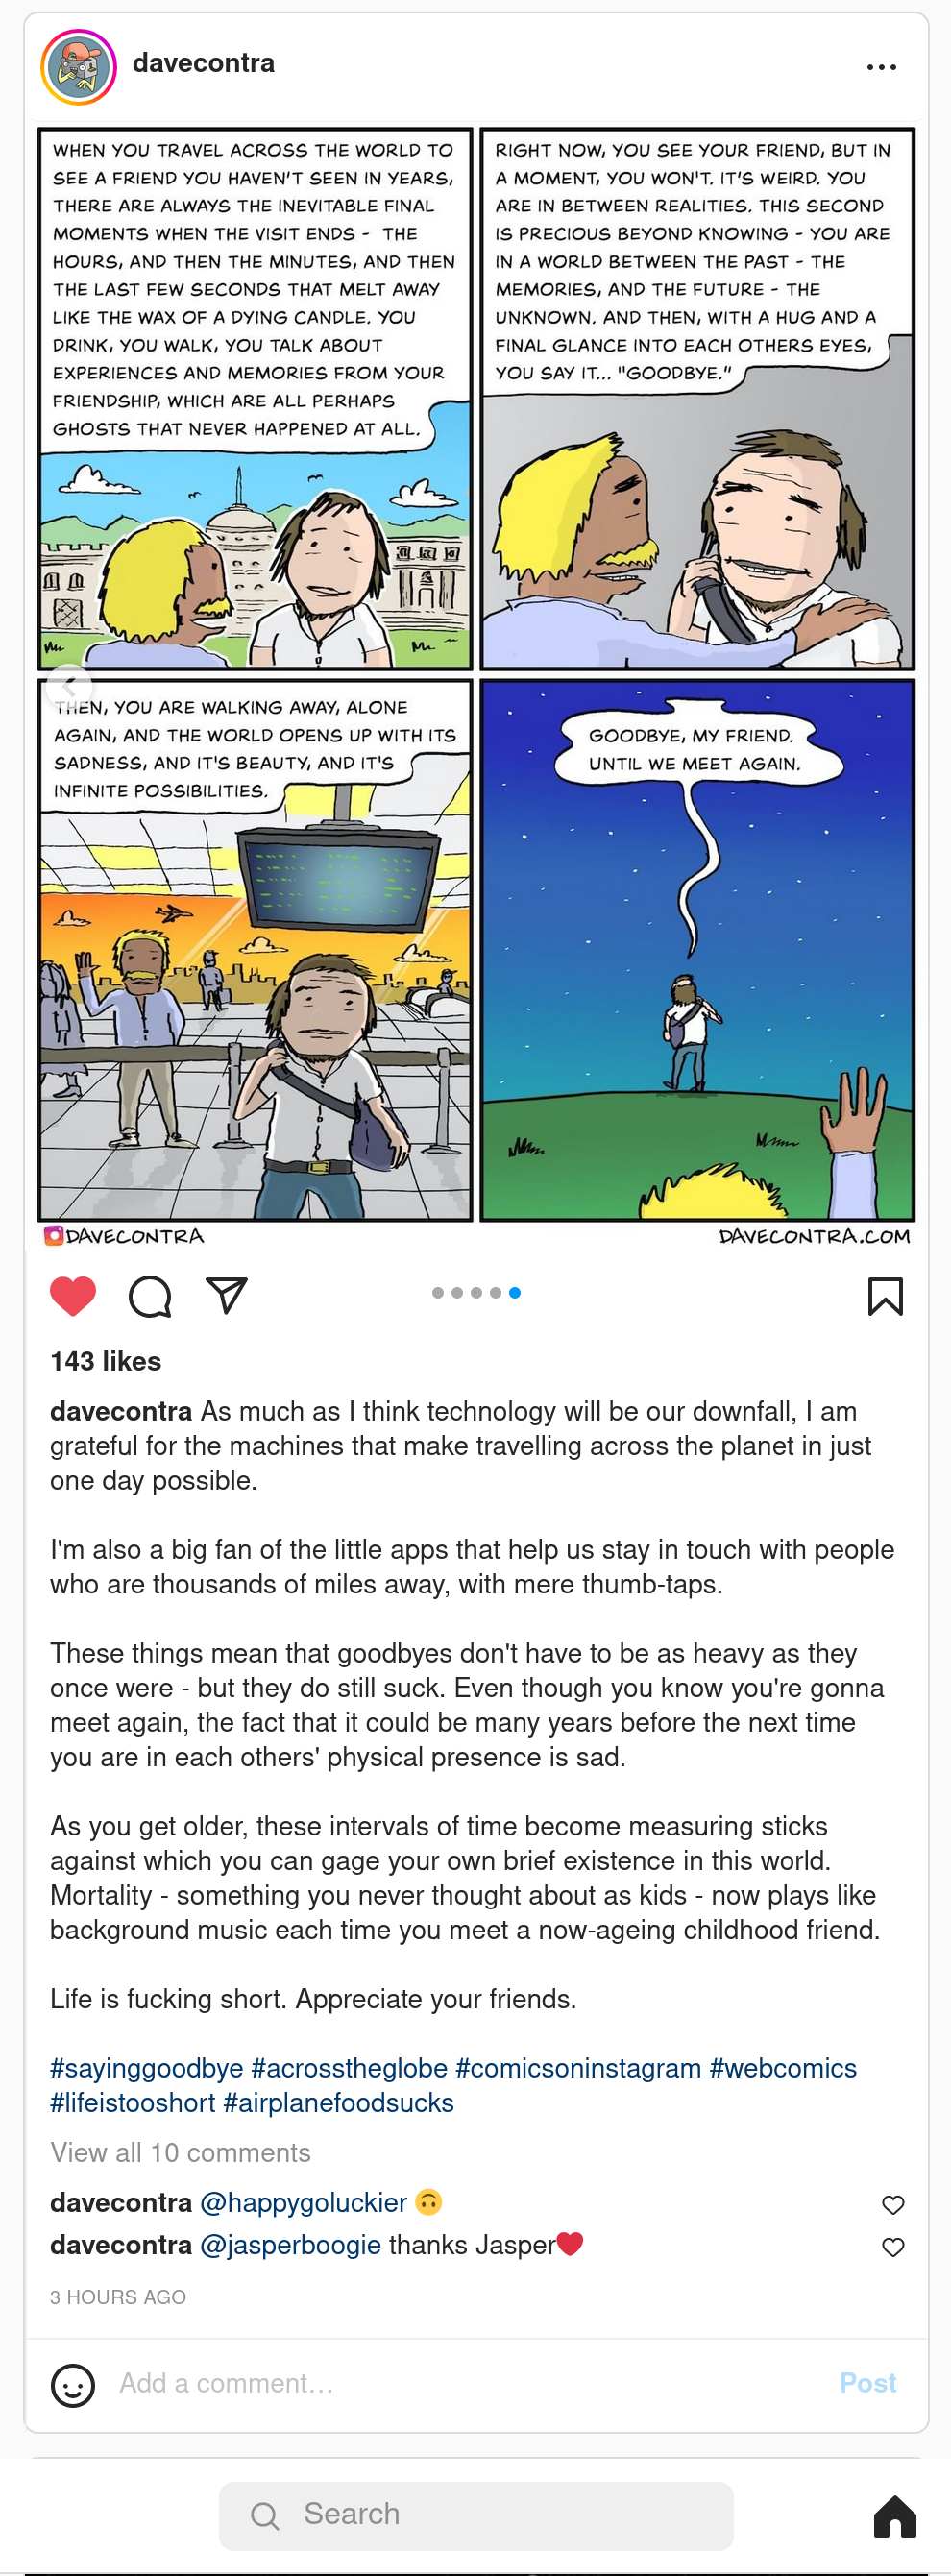 davecontra
WHEN YOU TRAVEL ACROSS THE WORLD TO
SEE A FRIEND YOU HAVEN'T SEEN IN YEARS,
THERE ARE ALWAYS THE INEVITABLE FINAL
MOMENTS WHEN THE VISIT ENDS - THE
HOURS, AND THEN THE MINUTES, AND THEN
THE LAST FEW SECONDS THAT MELT AWAY
LIKE THE WAX OF A DYING CANDLE. YOU
DRINK, YOU WALK, YOU TALK ABOUT
EXPERIENCES AND MEMORIES FROM YOUR
FRIENDSHIP, WHICH ARE ALL PERHAPS
GHOSTS THAT NEVER HAPPENED AT ALL.
RIGHT NOW, YOU SEE YOUR FRIEND, BUT IN
A MOMENT, YOU WON'T. IT'S WEIRD. YOU
ARE IN BETWEEN REALITIES. THIS SECOND
IS PRECIOUS BEYOND KNOWING - YOU ARE
IN A WORLD BETWEEN THE PAST - THE
MEMORIES, AND THE FUTURE - THE
UNKNOWN. AND THEN, WITH A HUG AND A
FINAL GLANCE INTO EACH OTHERS EYES,
YOU SAY IT... "GOODBYE."
THEN, YOU ARE WALKING AWAY, ALONE
AGAIN, AND THE WORLD OPENS UP WITH ITS
SADNESS, AND IT'S BEAUTY, AND IT'S
INFINITE POSSIBILITIES.
GOODBYE, MY FRIEND.
UNTIL WE MEET AGAIN.
DAVECONTRA
DAVECONTRA.COM
143 likes
davecontra As much as I think technology will be our downfall, I am
grateful for the machines that make travelling across the planet in just
one day possible.
I'm also a big fan of the little apps that help us stay in touch with people
who are thousands of miles away, with mere thumb-taps.
These things mean that goodbyes don't have to be as heavy as they
once were - but they do still suck. Even though you know you're gonna
meet again, the fact that it could be many years before the next time
you are in each others' physical presence is sad.
As you get older, these intervals of time become measuring sticks
against which you can gage your own brief existence in this world.
Mortality - something you never thought about as kids - now plays like
background music each time you meet a now-ageing childhood friend.
Life is fucking short. Appreciate your friends.
#sayinggoodbye #acrosstheglobe #comicsoninstagram #webcomics
#lifeistooshort #airplanefoodsucks
View all 10 comments
davecontra @happygoluckier 🙃
davecontra @jasperboogie thanks Jasper❤️
3 HOURS AGO
Add a comment...
Post
Search